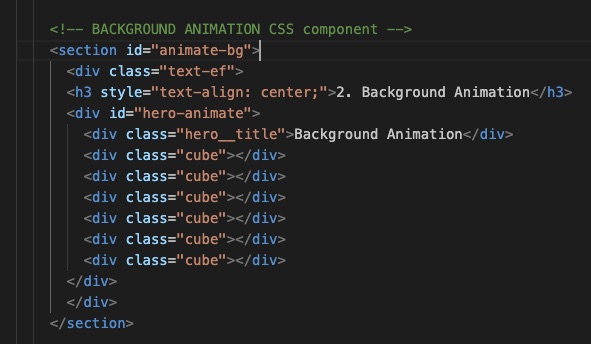 <!-- BACKGROUND ANIMATION CSS component -->
<section id="animate-bg">
<div class="text-ef">
<h3 style="text-align: center;">2. Background Animation</h3>
<div id="hero-animate">
<div class="hero__title">Background Animation</div>
<div class="cube"></div>
<div class="cube"></div>
<div class="cube"></div>
<div class="cube"></div>
<div class="cube"></div>
<div class="cube"></div>
</div>
</div>
</section>